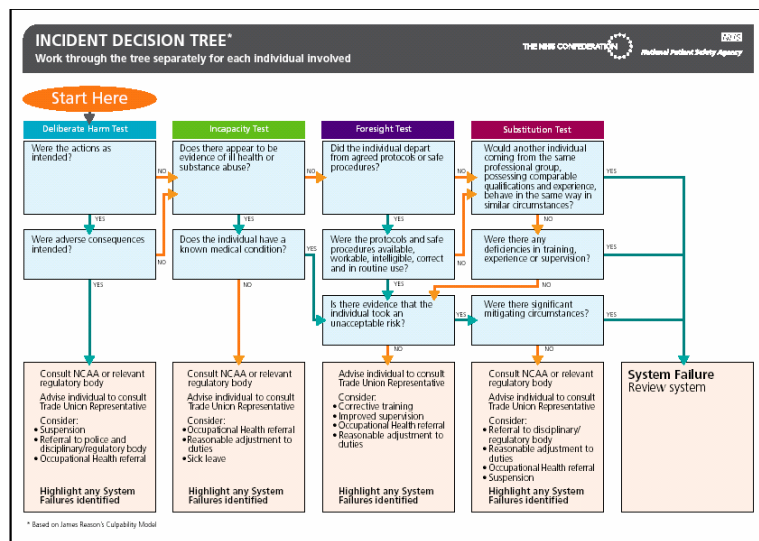 INCIDENT DECISION TREE*
Work through the tree separately for each individual involved
THE NHS CONFEDERATION
NHS
National Patient Safety Agency
Start Here
Deliberate Harm Test
Incapacity Test
Foresight Test
Substitution Test
Were the actions as
intended?
Does there appear to be
evidence of ill health or
substance abuse?
Did the individual depart
from agreed protocols or safe
procedures?
Would another individual
coming from the same
professional group,
possessing comparable
qualifications and experience,
behave in the same way in
similar circumstances?
NO
NO
NO
YES
YES
YES
YES
NO
Were adverse consequences
intended?
Does the individual have a
known medical condition?
Were the protocols and safe
procedures available,
workable, intelligible, correct
and in routine use?
Were there any
deficiencies in training,
experience or supervision?
NO
YES
NO
YES
YES
NO
YES
NO
Is there evidence that the
individual took an
unacceptable risk?
Were there significant
mitigating circumstances?
YES
YES
NO
NO
Consult NCAA or relevant
regulatory body
Advise individual to consult
Trade Union Representative
Consider:
• Suspension
• Referral to police and
disciplinary/regulatory body
• Occupational Health referral
Highlight any System
Failures identified
Consult NCAA or relevant
regulatory body
Advise individual to consult
Trade Union Representative
Consider:
• Occupational Health referral
• Reasonable adjustment to
duties
• Sick leave
Highlight any System
Failures identified
Advise individual to consult
Trade Union Representative
Consider:
• Corrective training
• Improved supervision
• Occupational Health referral
• Reasonable adjustment to
duties
Highlight any System
Failures identified
Consult NCAA or relevant
regulatory body
Advise individual to consult
Trade Union Representative
Consider:
• Referral to disciplinary/
regulatory body
• Reasonable adjustment to
duties
• Occupational Health referral
• Suspension
Highlight any System
Failures identified
System Failure
Review system
* Based on James Reason's Culpability Model